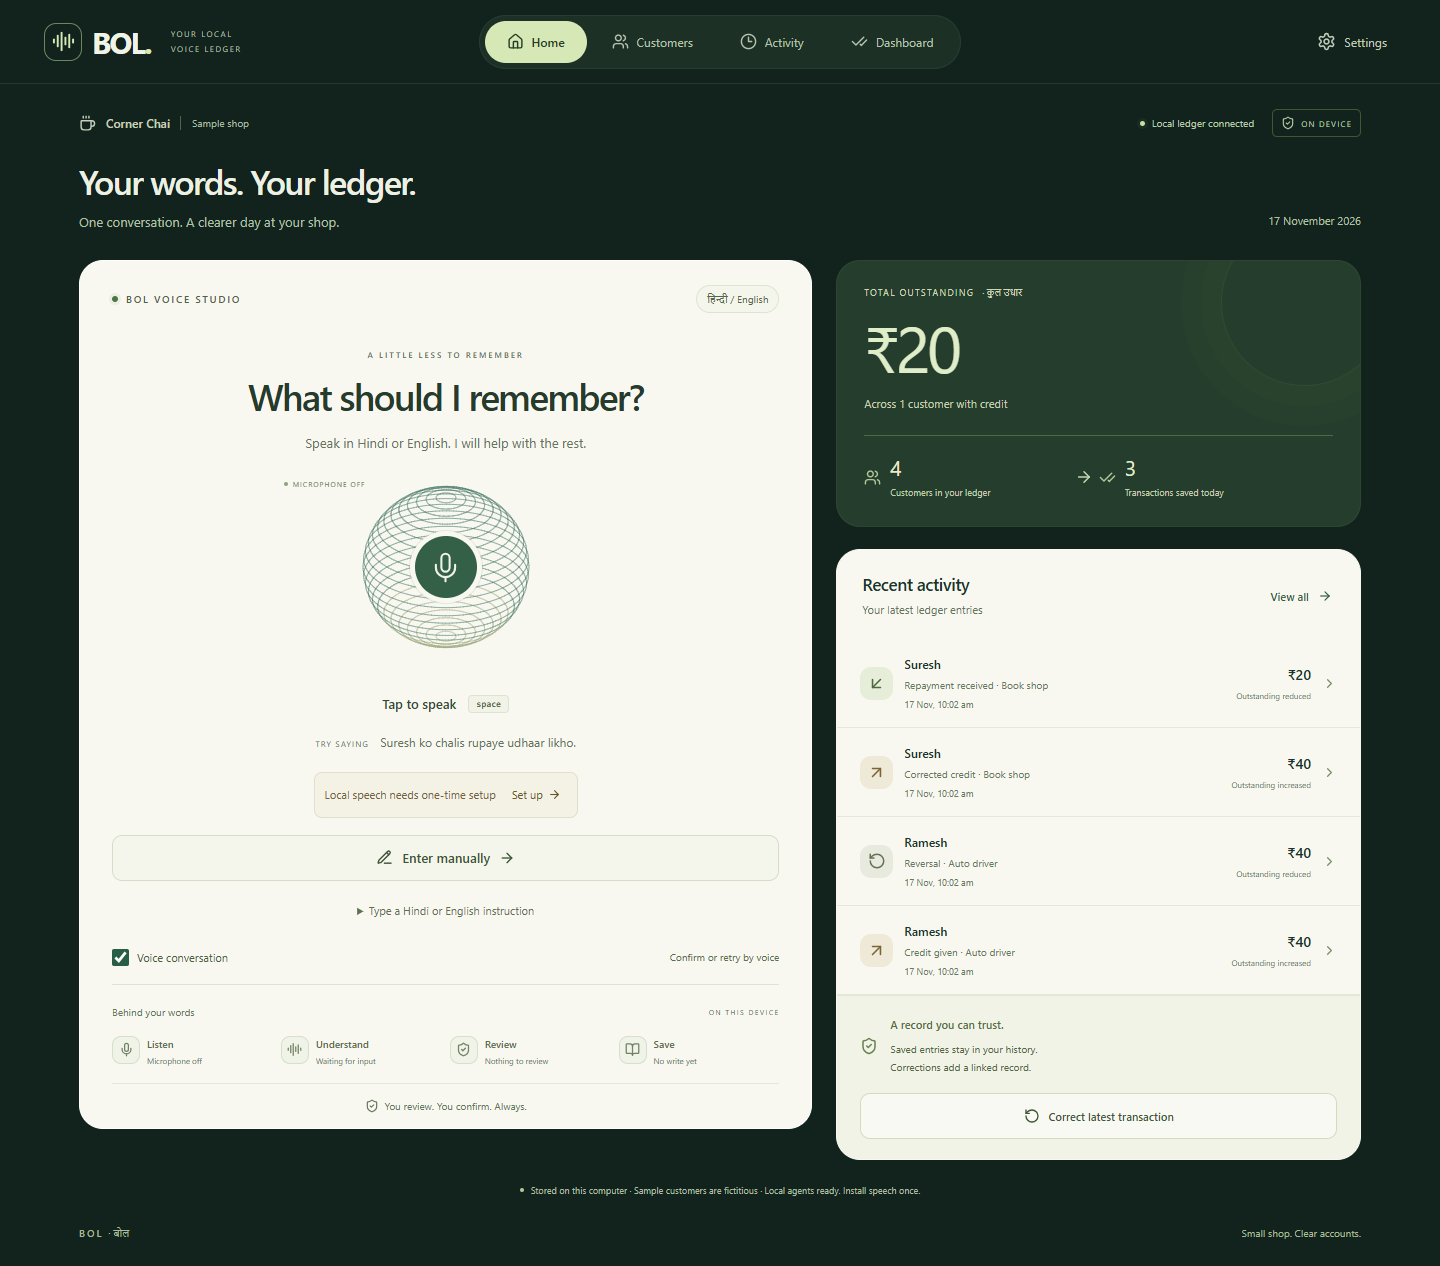 BOL.
YOUR LOCAL
VOICE LEDGER
Home
Customers
Activity
Dashboard
Settings
Corner Chai
Sample shop
Local ledger connected
ON DEVICE
Your words. Your ledger.
One conversation. A clearer day at your shop.
17 November 2026
BOL VOICE STUDIO
हिन्दी / English
A LITTLE LESS TO REMEMBER
What should I remember?
Speak in Hindi or English. I will help with the rest.
MICROPHONE OFF
Tap to speak
space
TRY SAYING
Suresh ko chalis rupaye udhaar likho.
Local speech needs one-time setup
Set up
Enter manually
Type a Hindi or English instruction
Voice conversation
Confirm or retry by voice
Behind your words
ON THIS DEVICE
Listen
Microphone off
Understand
Waiting for input
Review
Nothing to review
Save
No write yet
You review. You confirm. Always.
TOTAL OUTSTANDING · कुल उधार
₹20
Across 1 customer with credit
4
Customers in your ledger
3
Transactions saved today
Recent activity
Your latest ledger entries
View all
Suresh
Repayment received · Book shop
17 Nov, 10:02 am
₹20
Outstanding reduced
Suresh
Corrected credit · Book shop
17 Nov, 10:02 am
₹40
Outstanding increased
Ramesh
Reversal · Auto driver
17 Nov, 10:02 am
₹40
Outstanding reduced
Ramesh
Credit given · Auto driver
17 Nov, 10:02 am
₹40
Outstanding increased
A record you can trust.
Saved entries stay in your history.
Corrections add a linked record.
Correct latest transaction
Stored on this computer · Sample customers are fictitious · Local agents ready. Install speech once.
BOL · बोल
Small shop. Clear accounts.